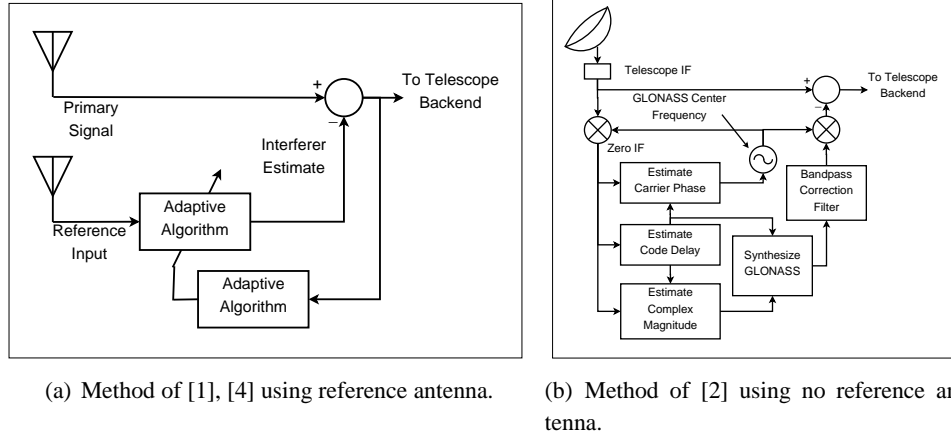 +
To Telescope
Backend
Primary
Signal
−
Interferer
Estimate
Adaptive
Algorithm
Reference
Input
Adaptive
Algorithm
(a) Method of [1], [4] using reference antenna.
Telescope IF
+
To Telescope
Backend
GLONASS Center
Frequency
−
Zero IF
Estimate
Carrier Phase
Bandpass
Correction
Filter
Estimate
Code Delay
Synthesize
GLONASS
Estimate
Complex
Magnitude
(b) Method of [2] using no reference an
tenna.